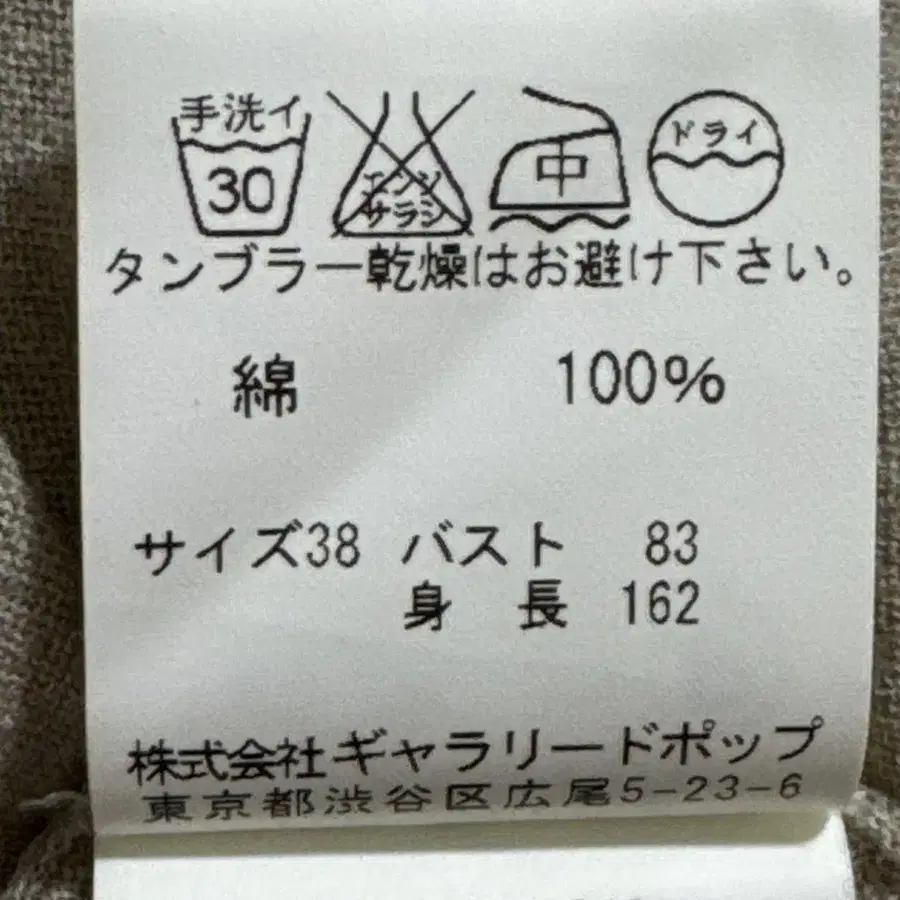 手洗イ 30 エンソサラシ 中 ドライ
タンブラー乾燥はお避け下さい。
綿 100%
サイズ38 バスト 83
身長 162
株式会社ギャラリードポップ
東京都渋谷区広尾5-23-6